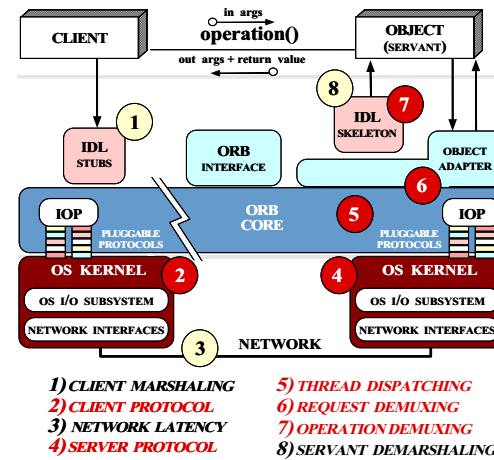 in args
CLIENT
operation()
OBJECT
(SERVANT)
out args + return value
8
1
7
IDL
STUBS
ORB
INTERFACE
IDL
SKELETON
OBJECT
ADAPTER
6
IOP
ORB
CORE
5
IOP
PLUGGABLE
PROTOCOLS
PLUGGABLE
PROTOCOLS
OS KERNEL
2
4
OS KERNEL
OS I/O SUBSYSTEM
OS I/O SUBSYSTEM
NETWORK INTERFACES
NETWORK INTERFACES
3
NETWORK
1) CLIENT MARSHALING
2) CLIENT PROTOCOL
3) NETWORK LATENCY
4) SERVER PROTOCOL
5) THREAD DISPATCHING
6) REQUEST DEMUXING
7) OPERATION DEMUXING
8) SERVANT DEMARSHALING